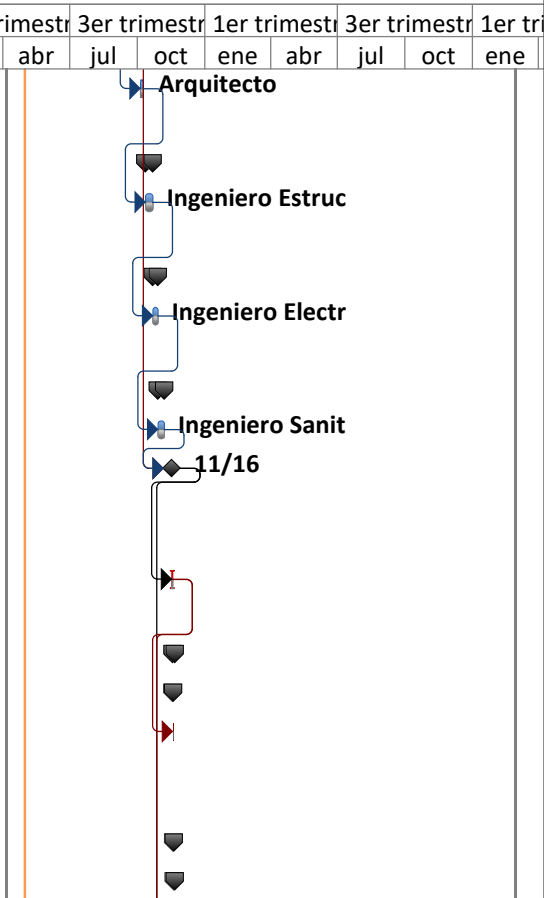 rimestr 3er trimestr 1er trimestr 3er trimestr 1er tri
abr jul oct ene abr jul oct ene
Arquitecto
Ingeniero Estruc
Ingeniero Electr
Ingeniero Sanit
11/16